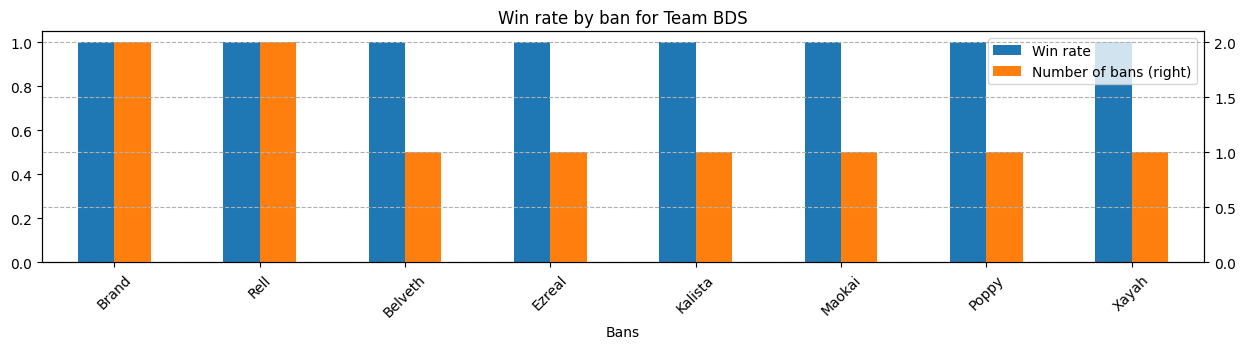 Win rate by ban for Team BDS
1.0
0.8
0.6
0.4
0.2
0.0
2.0
1.5
1.0
0.5
0.0
Win rate
Number of bans (right)
Brand
Rell
Belveth
Ezreal
Kalista
Maokai
Poppy
Xayah
Bans